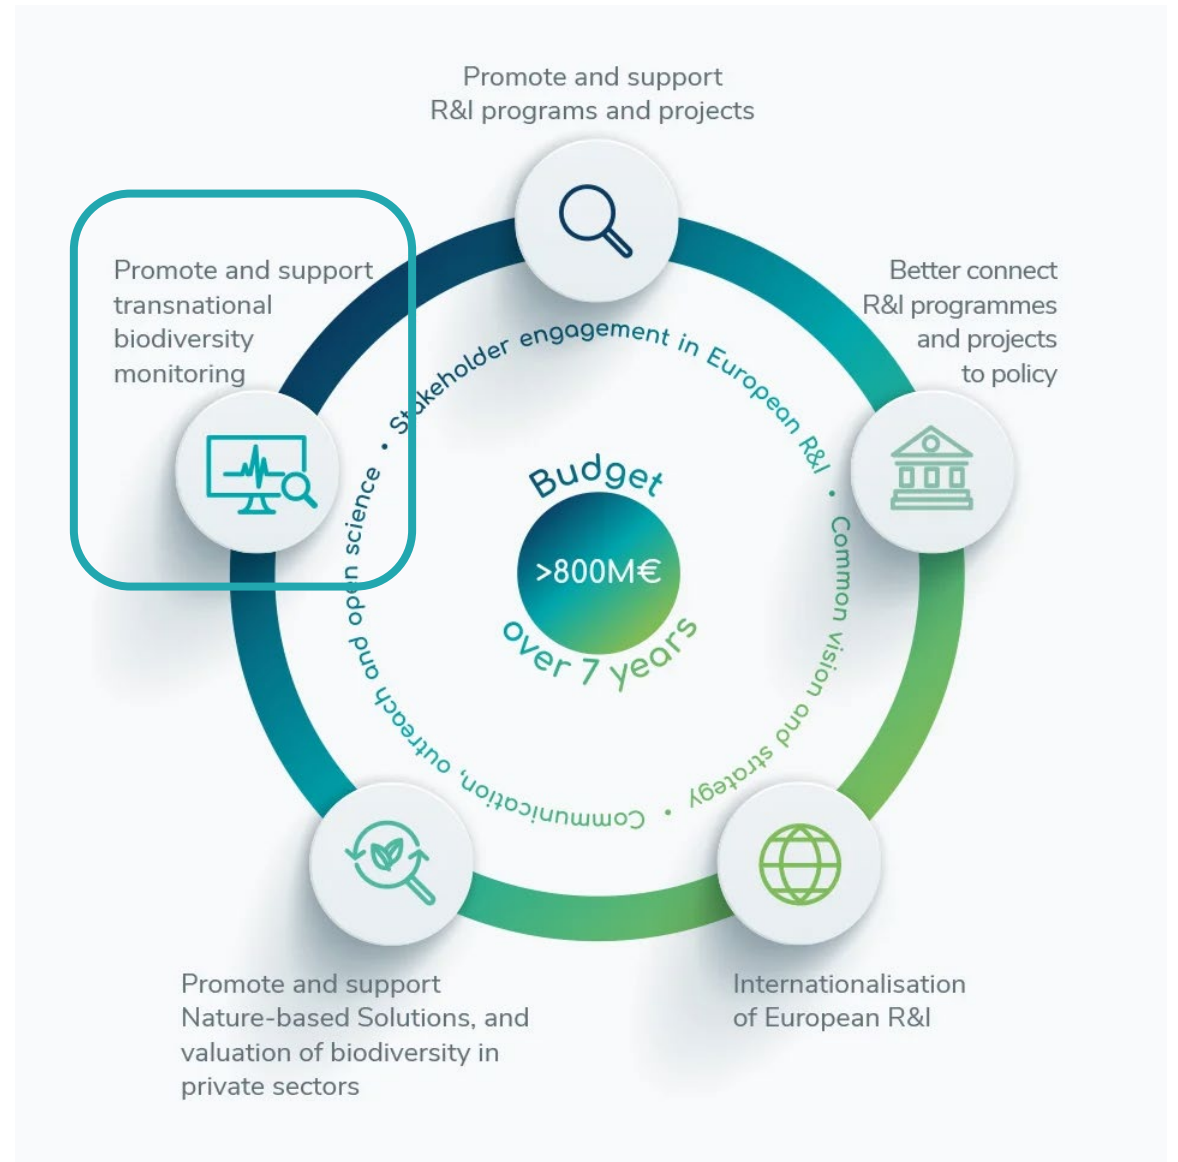 Promote and support
R&I programs and projects
Better connect
R&I programmes
and projects
to policy
Internationalisation
of European R&I
Promote and support
Nature-based Solutions, and
valuation of biodiversity in
private sectors
Promote and support
transnational
biodiversity
monitoring
• Stakeholder engagement in European R&I
• Common vision and strategy
• Communication, outreach and open science
Budget
>800M€
over 7 years